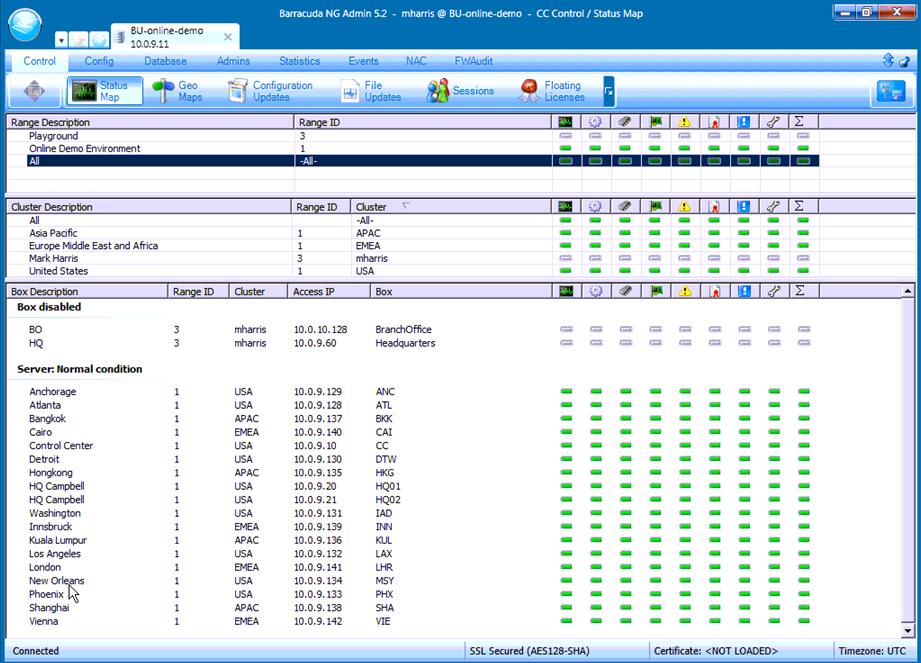 Barracuda NG Admin 5.2 - mharris @ BU-online-demo - CC Control / Status Map
BU-online-demo
10.0.9.11
Control Config Database Admins Statistics Events NAC FWAudit
Status Map Geo Maps Configuration Updates File Updates Sessions Floating Licenses
Range Description Range ID Σ
Playground 3
Online Demo Environment 1
All -All-
Cluster Description Range ID Cluster Σ
All -All-
Asia Pacific 1 APAC
Europe Middle East and Africa 1 EMEA
Mark Harris 3 mharris
United States 1 USA
Box Description Range ID Cluster Access IP Box Σ
Box disabled
BO 3 mharris 10.0.10.128 BranchOffice
HQ 3 mharris 10.0.9.60 Headquarters
Server: Normal condition
Anchorage 1 USA 10.0.9.129 ANC
Atlanta 1 USA 10.0.9.128 ATL
Bangkok 1 APAC 10.0.9.137 BKK
Cairo 1 EMEA 10.0.9.140 CAI
Control Center 1 USA 10.0.9.10 CC
Detroit 1 USA 10.0.9.130 DTW
Hongkong 1 APAC 10.0.9.135 HKG
HQ Campbell 1 USA 10.0.9.20 HQ01
HQ Campbell 1 USA 10.0.9.21 HQ02
Washington 1 USA 10.0.9.131 IAD
Innsbruck 1 EMEA 10.0.9.139 INN
Kuala Lumpur 1 APAC 10.0.9.136 KUL
Los Angeles 1 USA 10.0.9.132 LAX
London 1 EMEA 10.0.9.141 LHR
New Orleans 1 USA 10.0.9.134 MSY
Phoenix 1 USA 10.0.9.133 PHX
Shanghai 1 APAC 10.0.9.138 SHA
Vienna 1 EMEA 10.0.9.142 VIE
Connected SSL Secured (AES128-SHA) Certificate: <NOT LOADED> Timezone: UTC